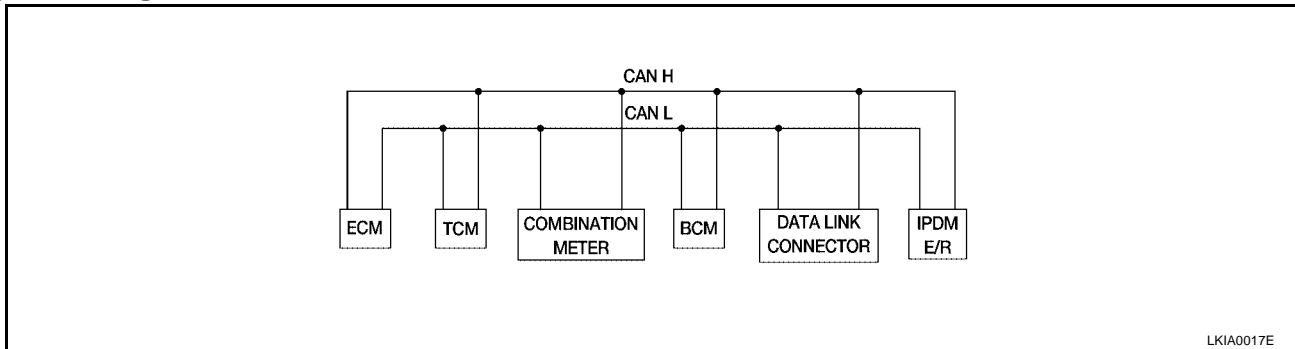 CAN H
CAN L
ECM
TCM
COMBINATION
METER
BCM
DATA LINK
CONNECTOR
IPDM
E/R
LKIA0017E